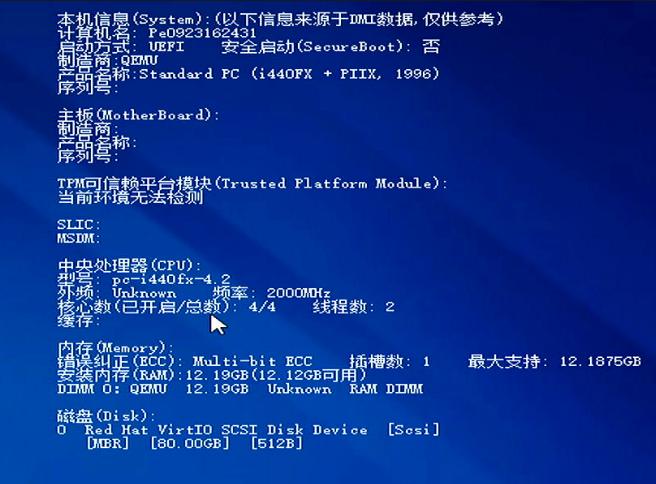 本机信息(System):(以下信息来源于DMI数据,仅供参考)
计算机名: Pe0923162431
启动方式: UEFI 安全启动(SecureBoot): 否
制造商:QEMU
产品名称:Standard PC (i440FX + PIIX, 1996)
序列号:
主板(MotherBoard):
制造商:
产品名称:
序列号:
TPM可信赖平台模块(Trusted Platform Module):
当前环境无法检测
SLIC:
MSDM:
中央处理器(CPU):
型号: pc-i440fx-4.2
外频: Unknown 频率: 2000MHz
核心数(已开启/总数): 4/4 线程数: 2
缓存:
内存(Memory):
错误纠正(ECC): Multi-bit ECC 插槽数: 1 最大支持: 12.1875GB
安装内存(RAM):12.19GB(12.12GB可用)
DIMM 0: QEMU 12.19GB Unknown RAM DIMM
磁盘(Disk):
0 Red Hat VirtIO SCSI Disk Device [Scsi]
[MBR] [80.00GB] [512B]